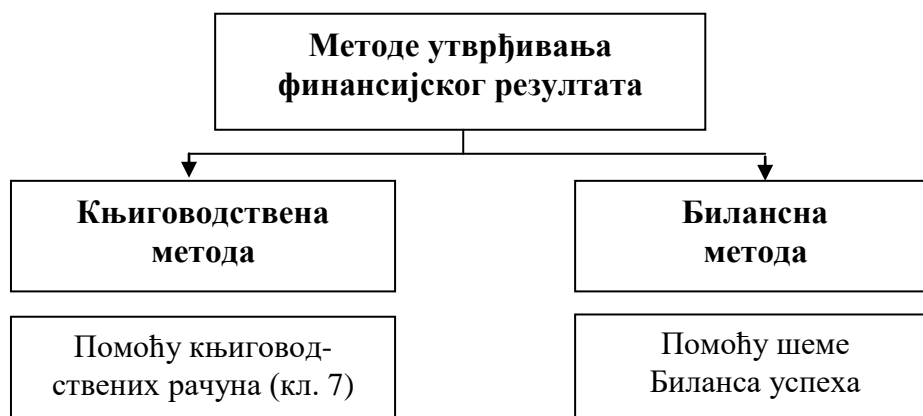 Методе утврђивања
финансијског резултата
Књиговодствена
метода
Билансна
метода
Помоћу књиговод-
ствених рачуна (кл. 7)
Помоћу шеме
Биланса успеха